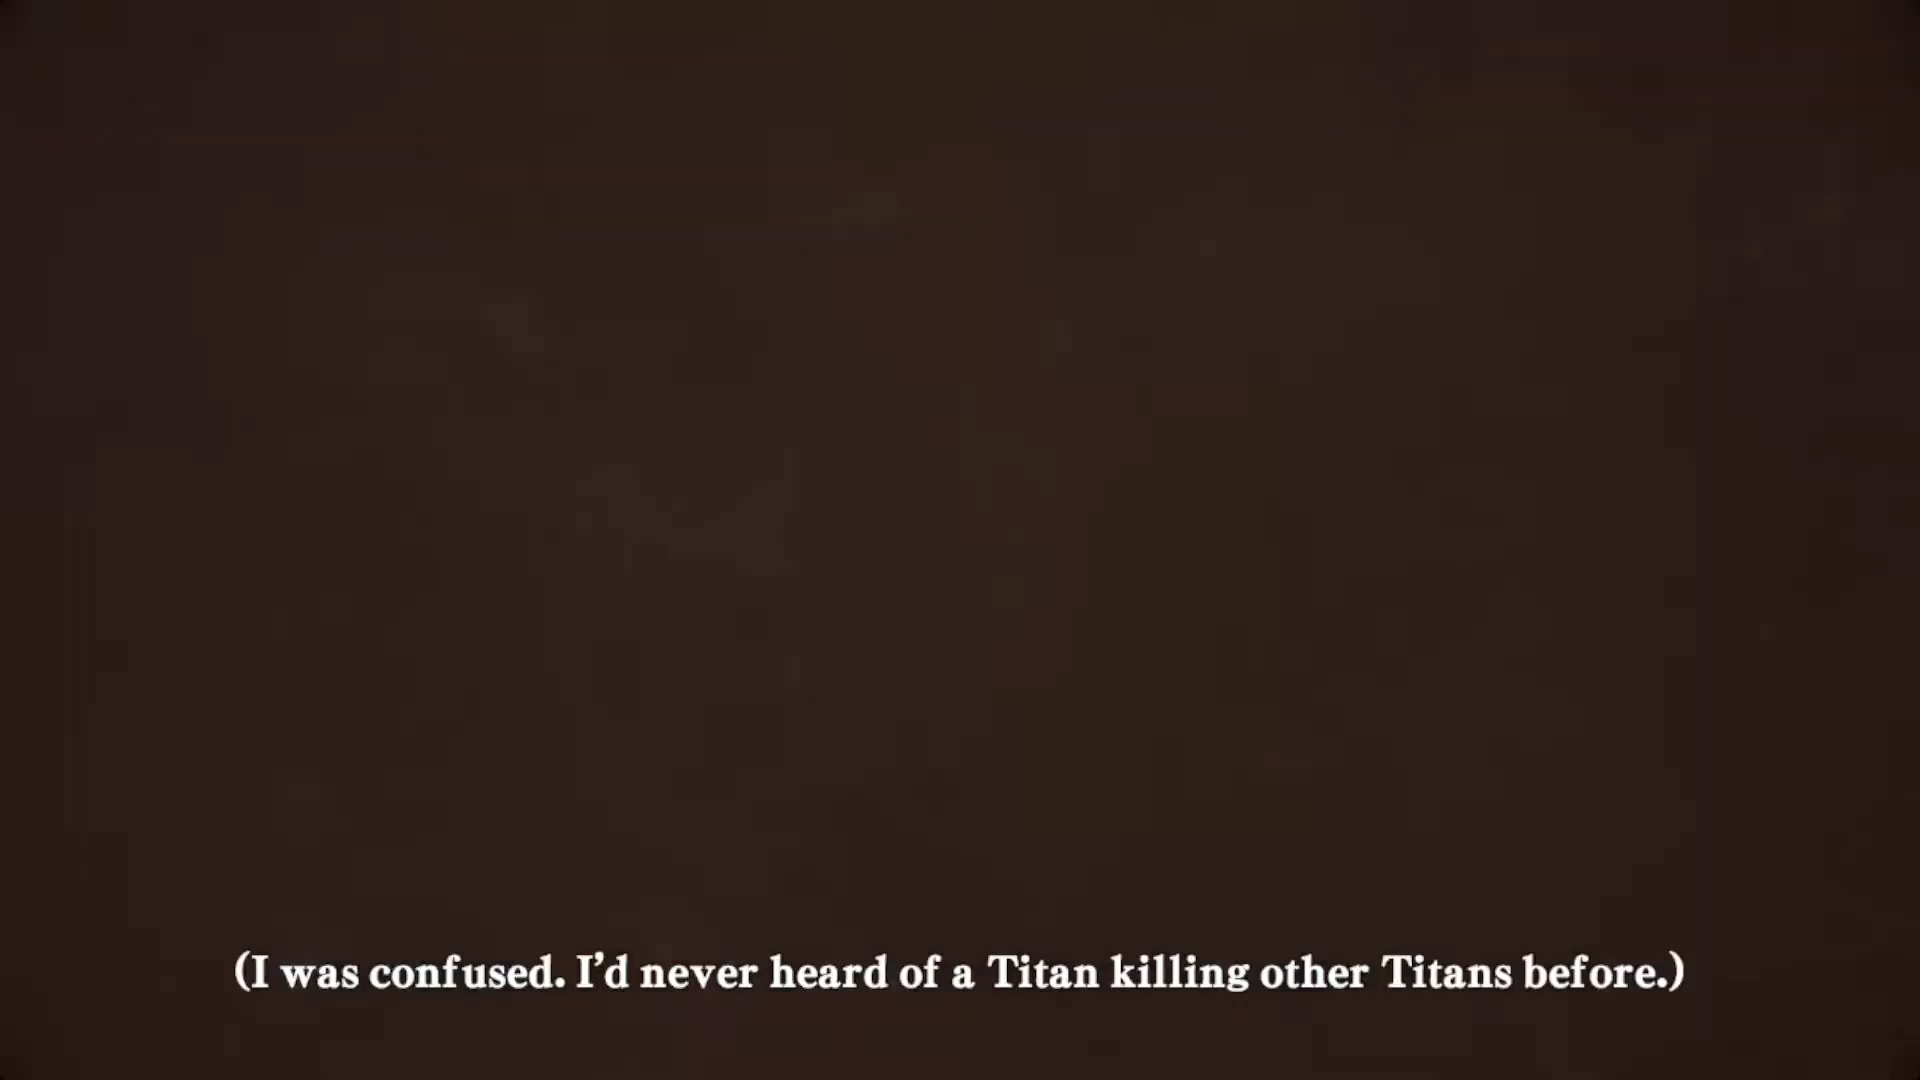 (I was confused. I’d never heard of a Titan killing other Titans before.)